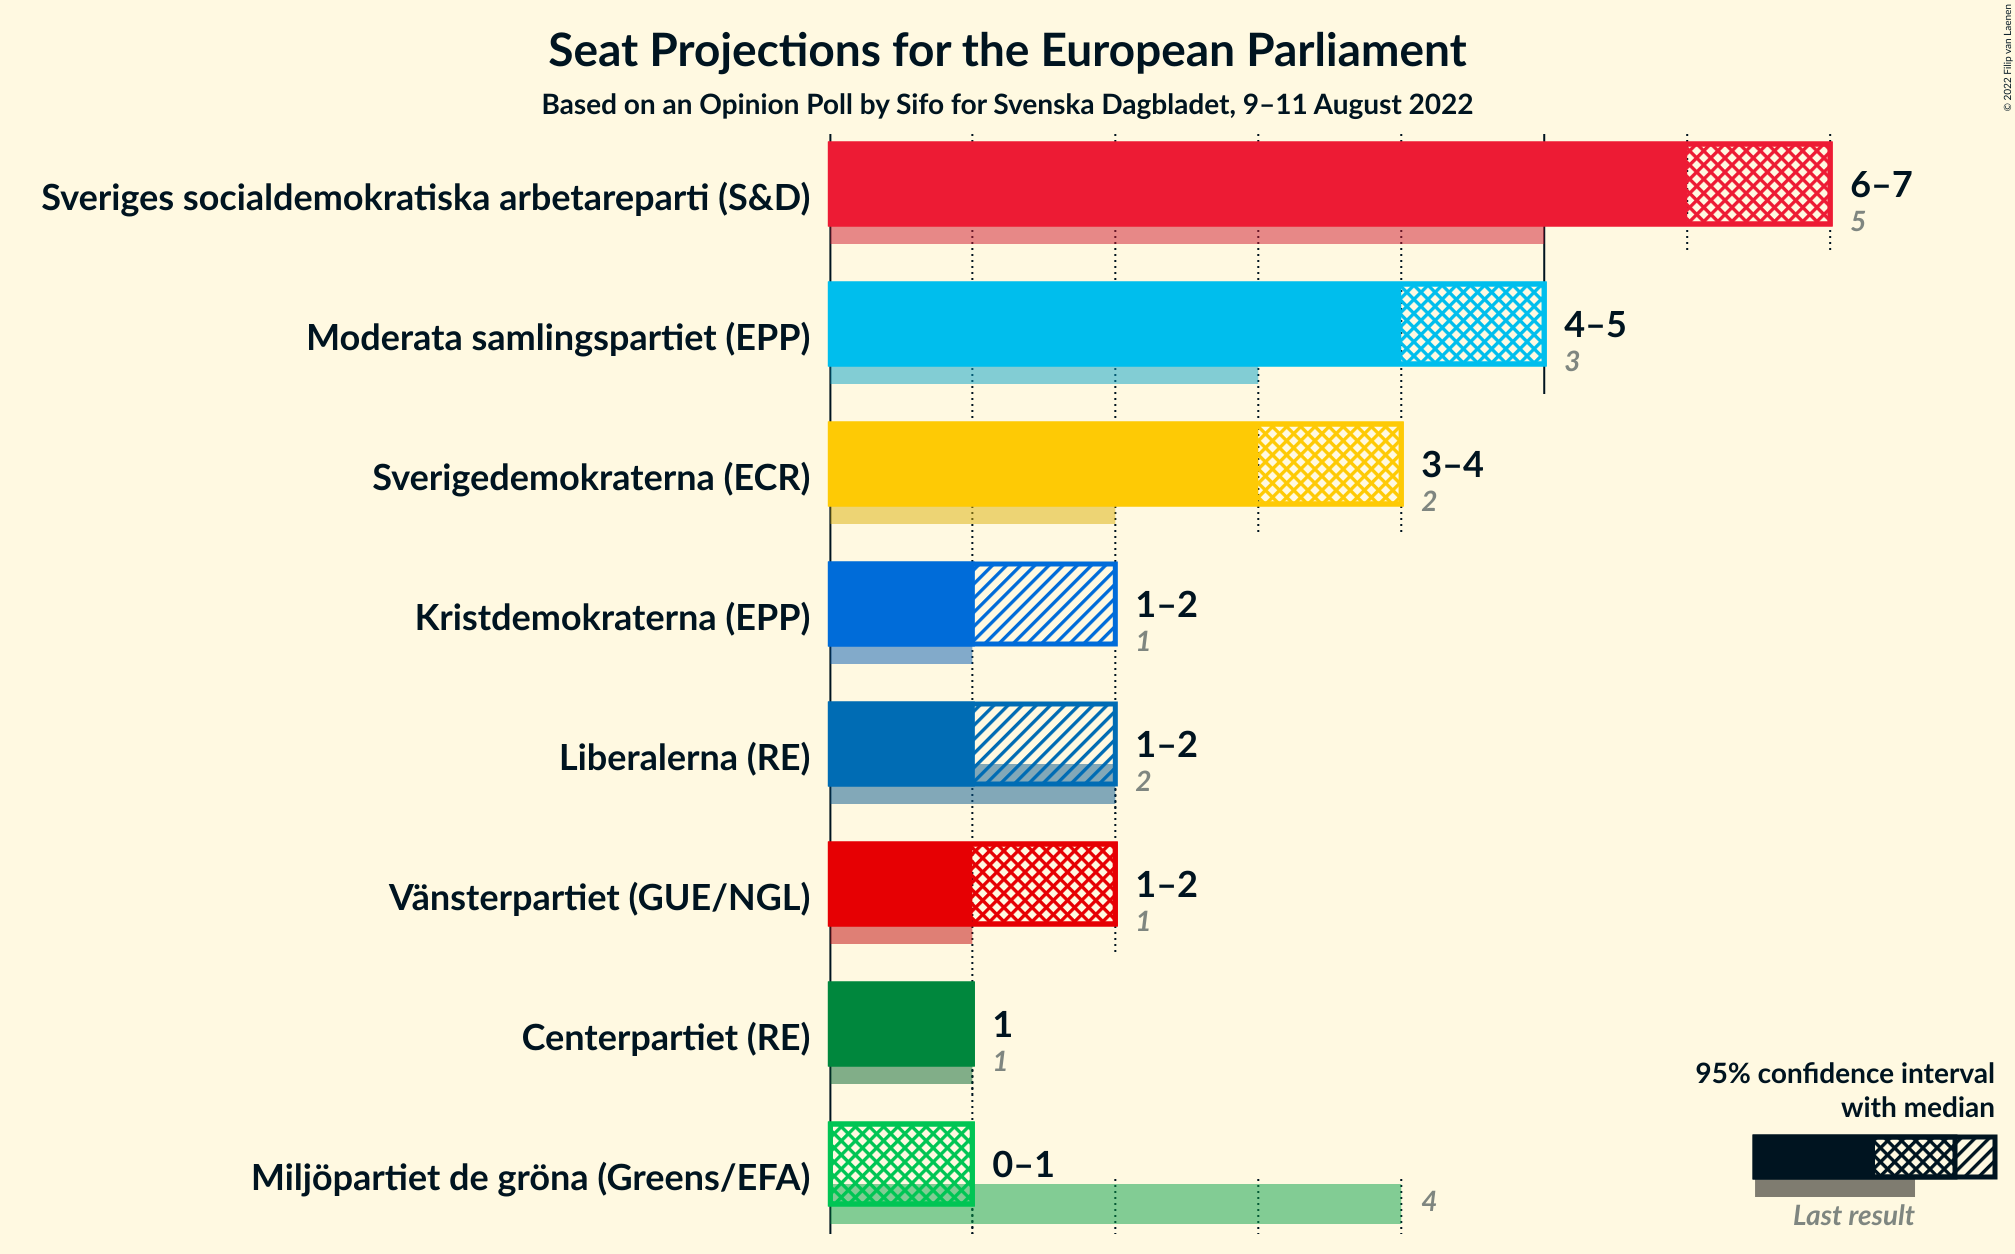 Seat Projections for the European Parliament
Based on an Opinion Poll by Sifo for Svenska Dagbladet, 9–11 August 2022
© 2022 Filip van Laenen
Sveriges socialdemokratiska arbetareparti (S&D)
6–7
5
Moderata samlingspartiet (EPP)
4–5
3
Sverigedemokraterna (ECR)
3–4
2
Kristdemokraterna (EPP)
1–2
1
Liberalerna (RE)
1–2
2
Vänsterpartiet (GUE/NGL)
1–2
1
Centerpartiet (RE)
1
1
Miljöpartiet de gröna (Greens/EFA)
0–1
4
95% confidence interval
with median
Last result